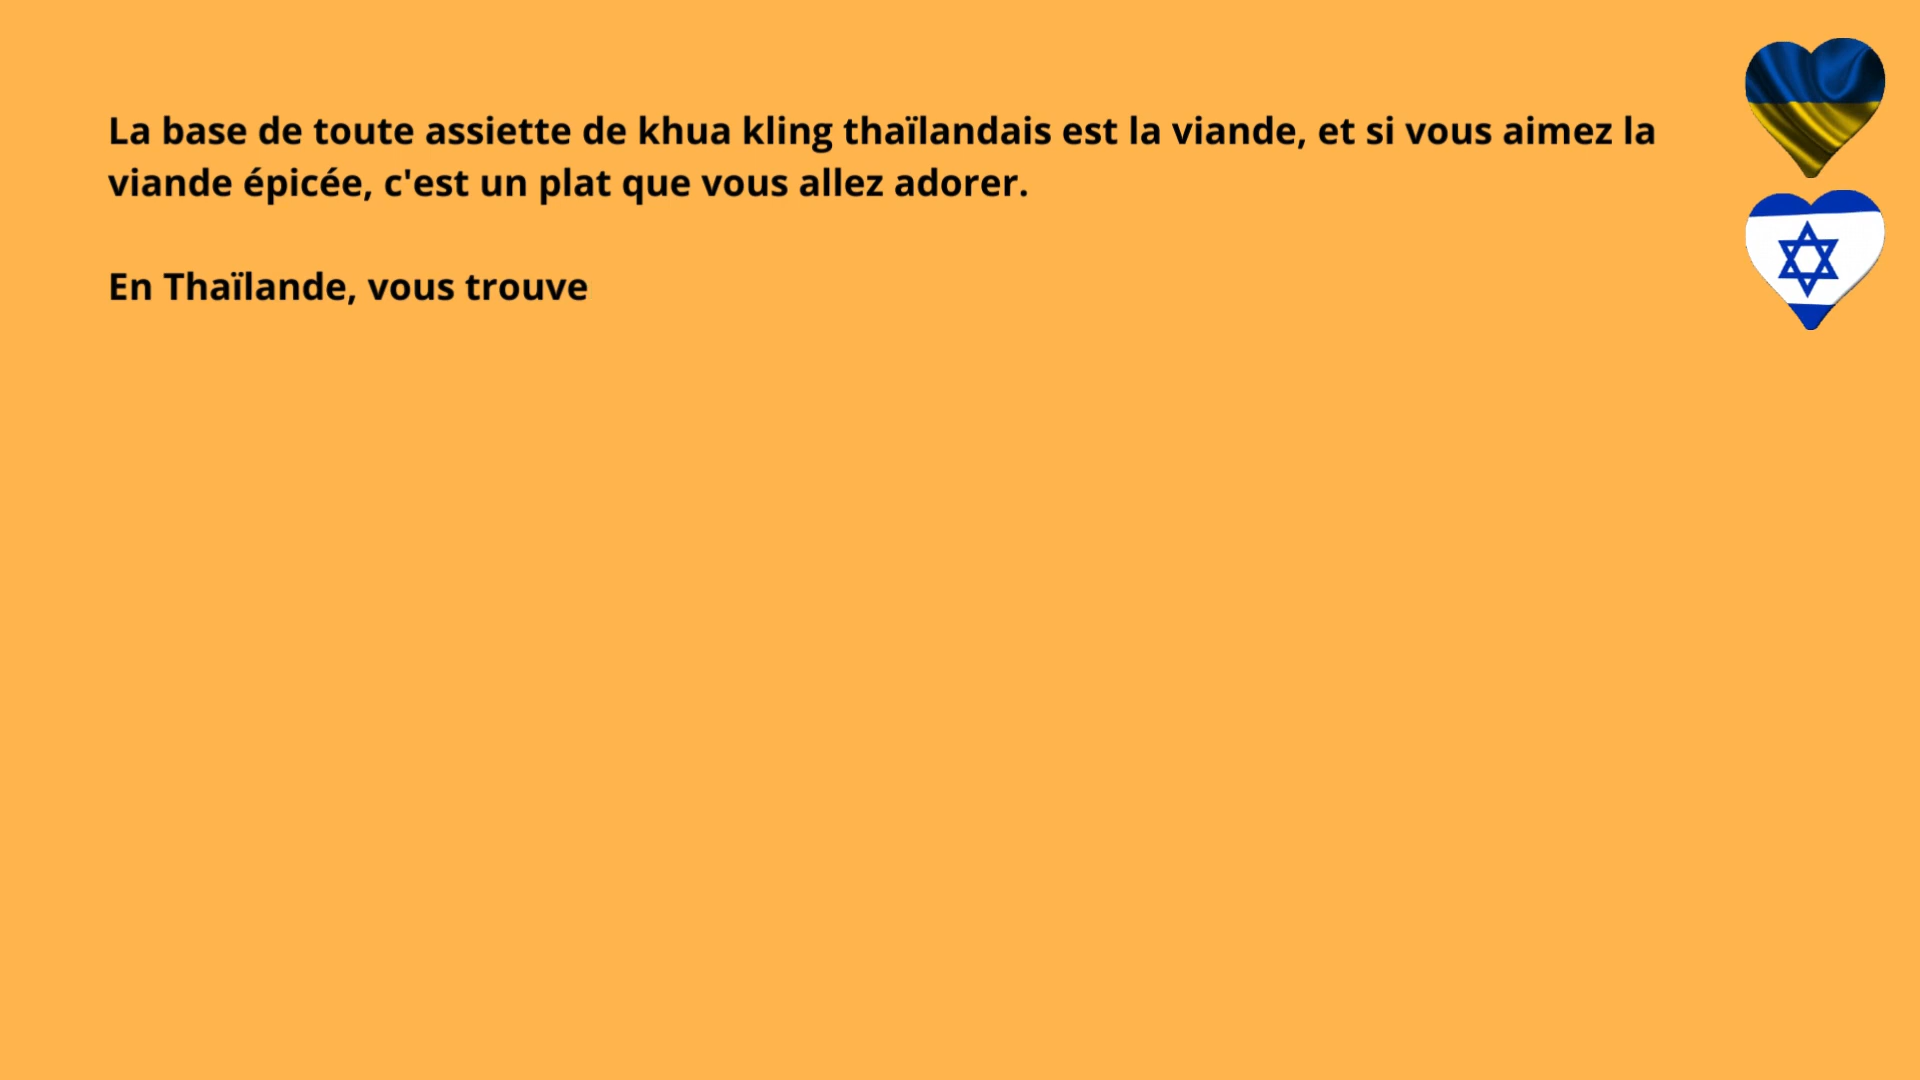 La base de toute assiette de khua kling thaïlandais est la viande, et si vous aimez la
viande épicée, c'est un plat que vous allez adorer.
En Thaïlande, vous trouve